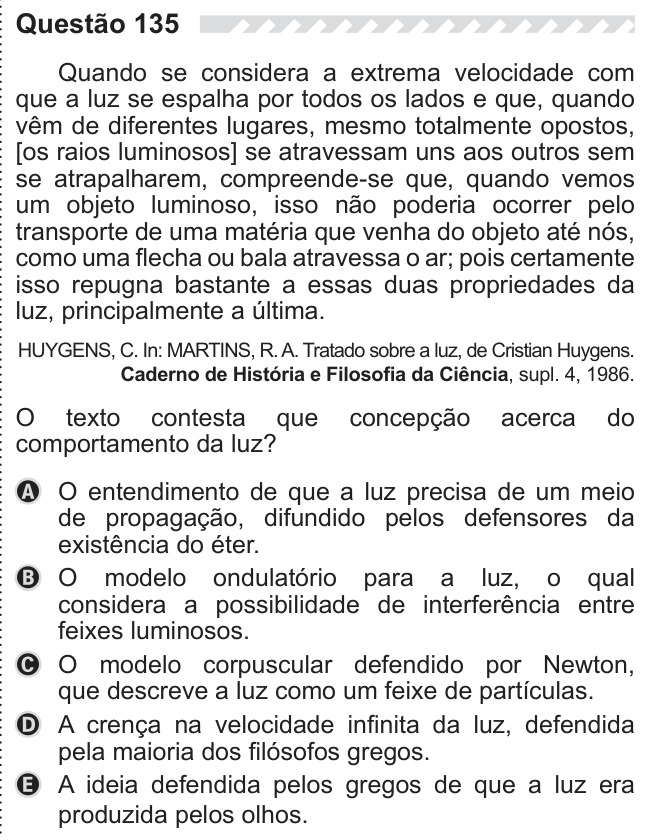 Questão 135
Quando se considera a extrema velocidade com
que a luz se espalha por todos os lados e que, quando
vêm de diferentes lugares, mesmo totalmente opostos,
[os raios luminosos] se atravessam uns aos outros sem
se atrapalharem, compreende-se que, quando vemos
um objeto luminoso, isso não poderia ocorrer pelo
transporte de uma matéria que venha do objeto até nós,
como uma flecha ou bala atravessa o ar; pois certamente
isso repugna bastante a essas duas propriedades da
luz, principalmente a última.
HUYGENS, C. In: MARTINS, R. A. Tratado sobre a luz, de Cristian Huygens.
Caderno de História e Filosofia da Ciência, supl. 4, 1986.
O texto contesta que concepção acerca do
comportamento da luz?
A O entendimento de que a luz precisa de um meio
de propagação, difundido pelos defensores da
existência do éter.
B O modelo ondulatório para a luz, o qual
considera a possibilidade de interferência entre
feixes luminosos.
C O modelo corpuscular defendido por Newton,
que descreve a luz como um feixe de partículas.
D A crença na velocidade infinita da luz, defendida
pela maioria dos filósofos gregos.
E A ideia defendida pelos gregos de que a luz era
produzida pelos olhos.